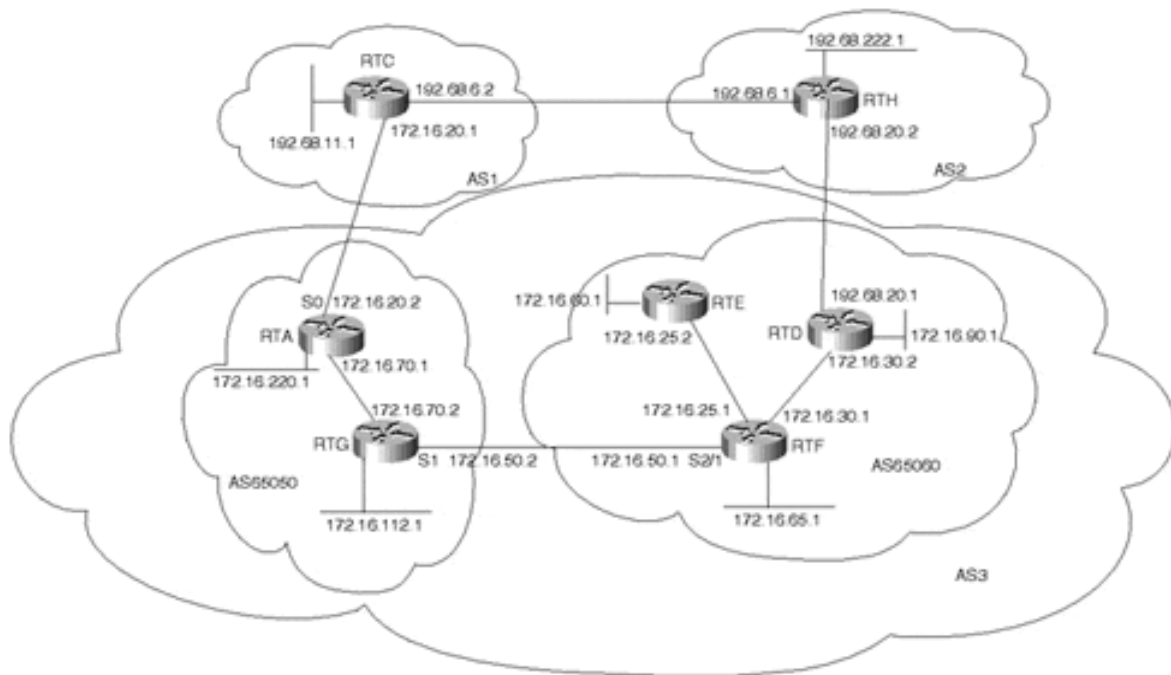 192.68.222.1
RTC
192.68.6.2
192.68.6.1
RTH
172.16.20.1
192.68.20.2
192.68.11.1
AS1
AS2
S0
172.16.20.2
172.16.60.1
RTE
192.68.20.1
RTA
172.16.25.2
RTD
172.16.90.1
172.16.70.1
172.16.30.2
172.16.220.1
172.16.70.2
172.16.25.1
172.16.30.1
RTG
S1
172.16.50.2
172.16.50.1
S2/1
RTF
AS65050
AS65060
172.16.112.1
172.16.65.1
AS3